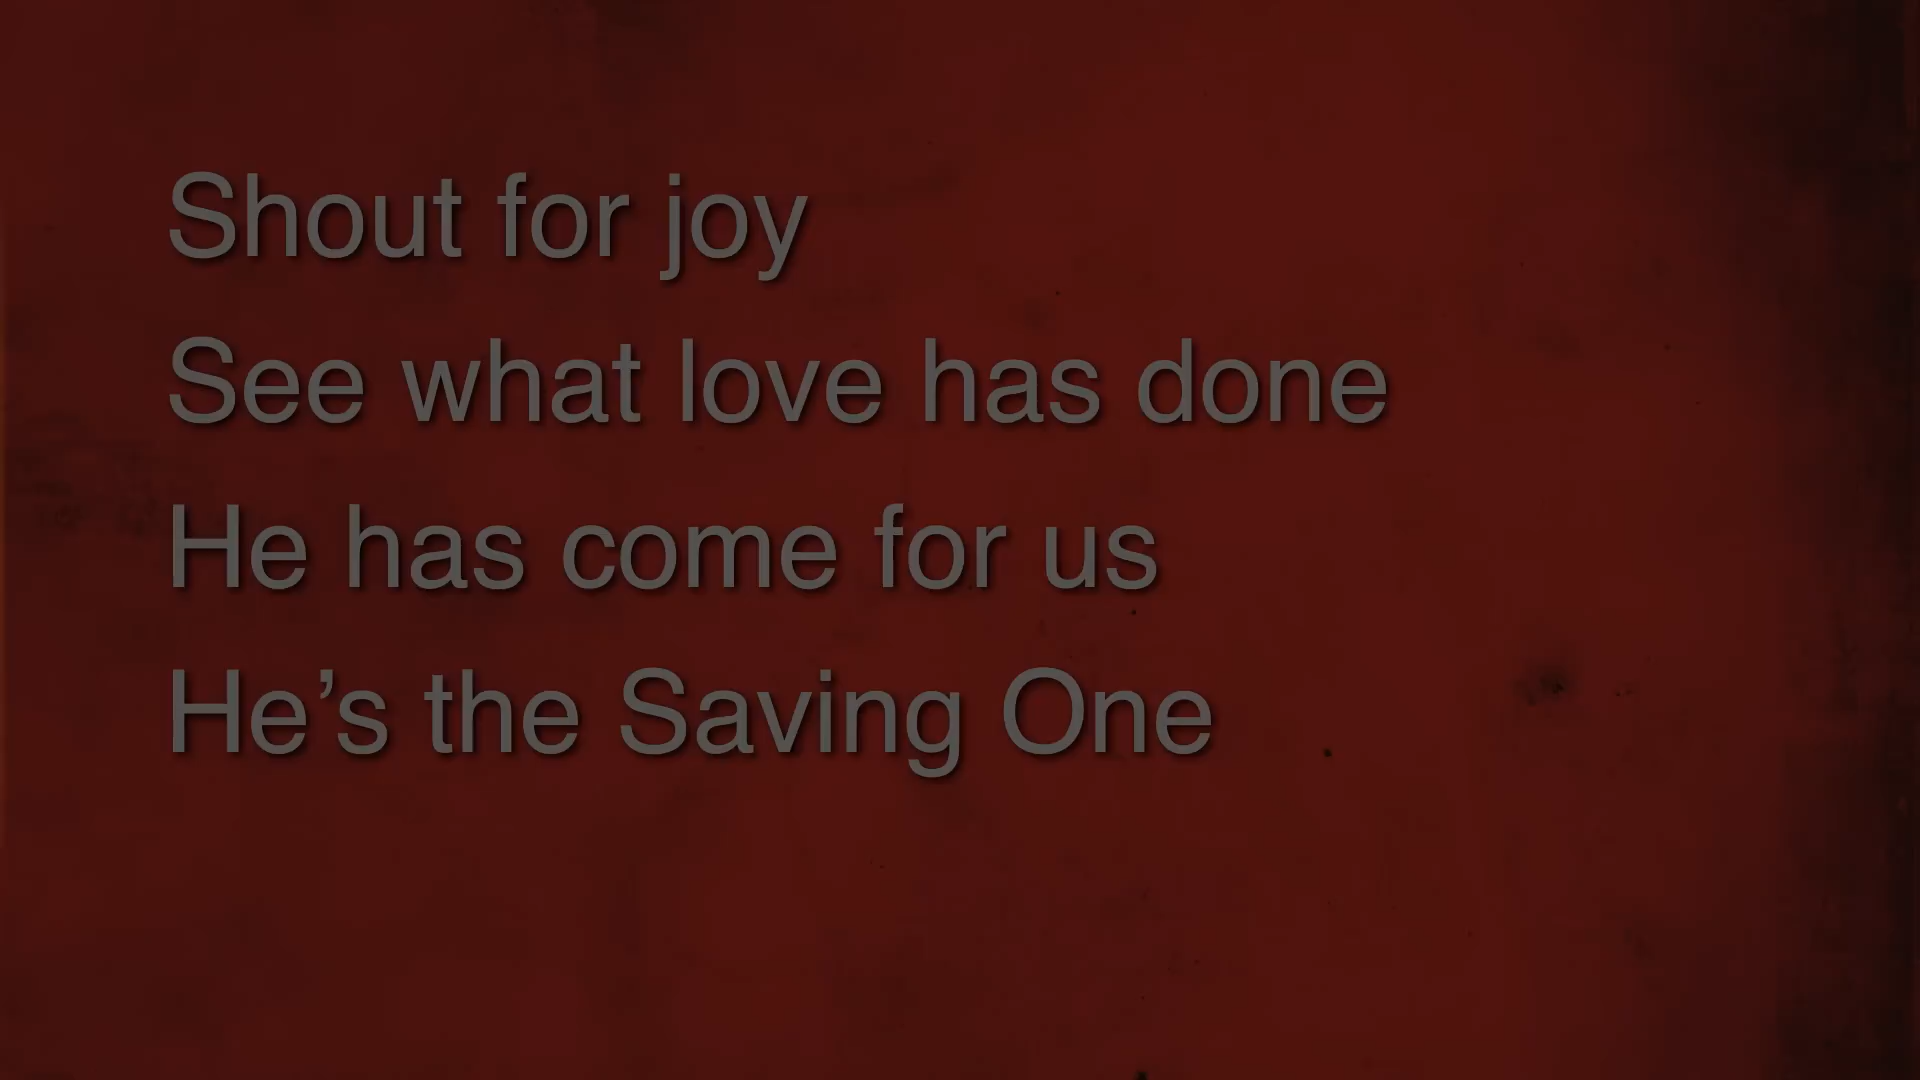 Shout for joy
See what love has done
He has come for us
He’s the Saving One